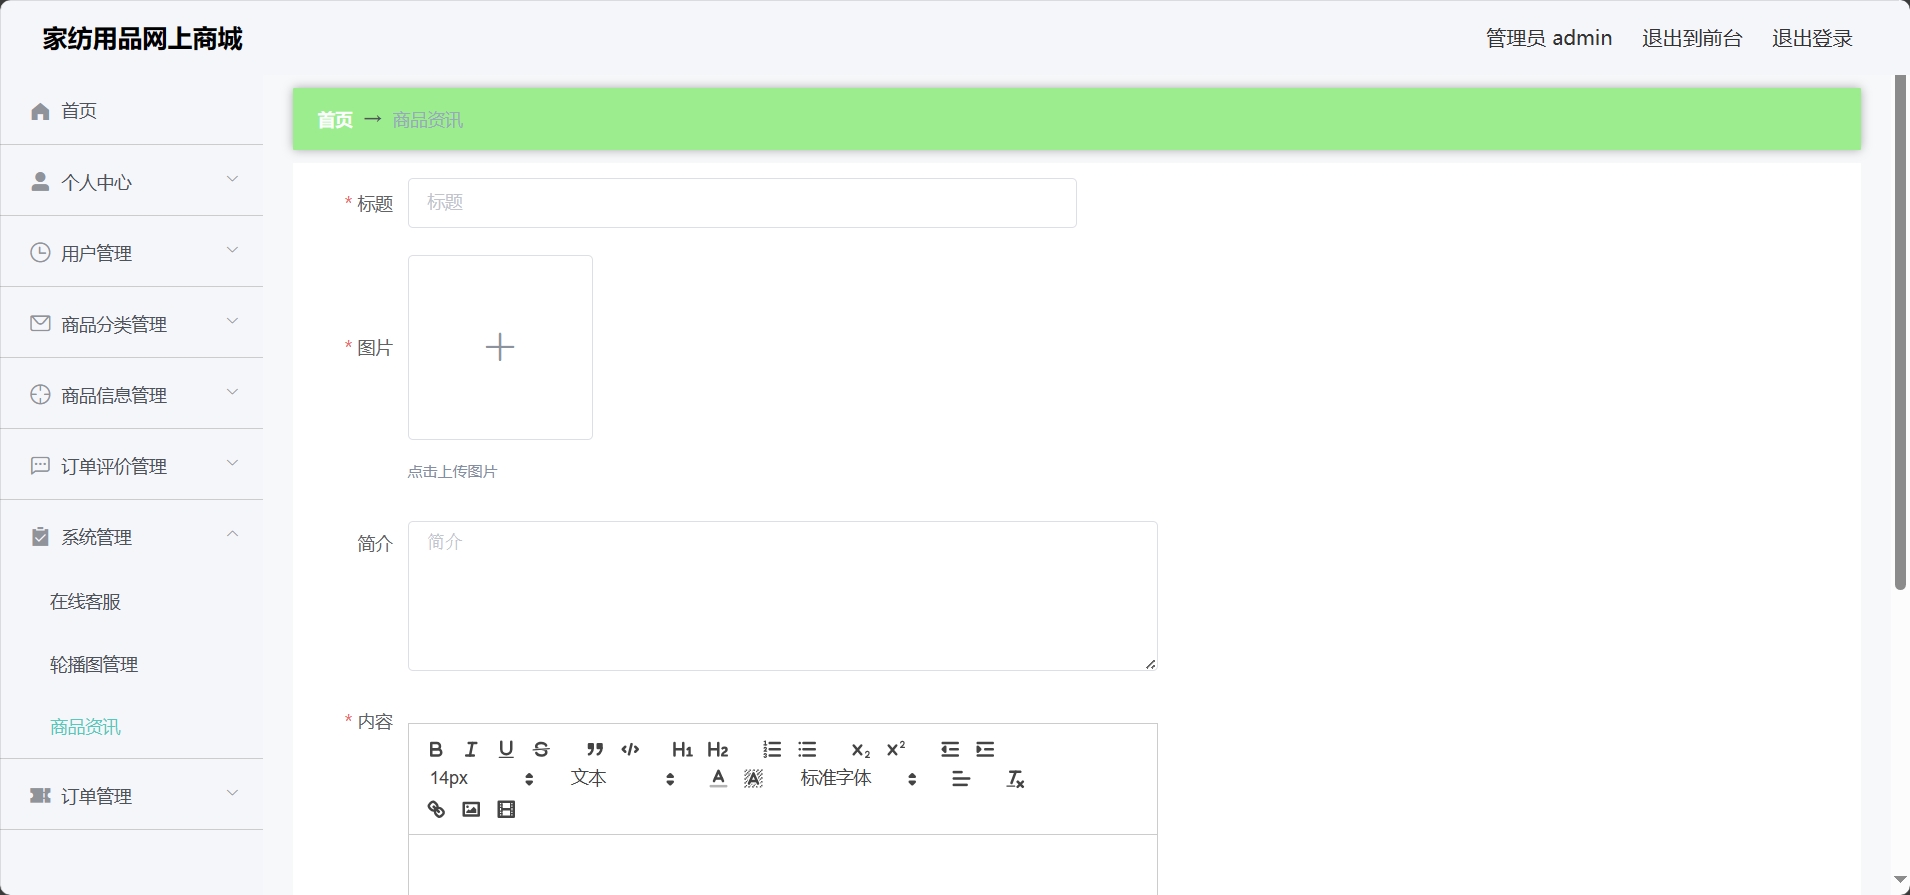 家纺用品网上商城
管理员 admin 退出到前台 退出登录
首页
个人中心
用户管理
商品分类管理
商品信息管理
订单评价管理
系统管理
在线客服
轮播图管理
商品资讯
订单管理
首页 → 商品资讯
* 标题 标题
* 图片
点击上传图片
简介 简介
* 内容
B I U S H1 H2 x2 x2
14px 文本 A A 标准字体 Tx